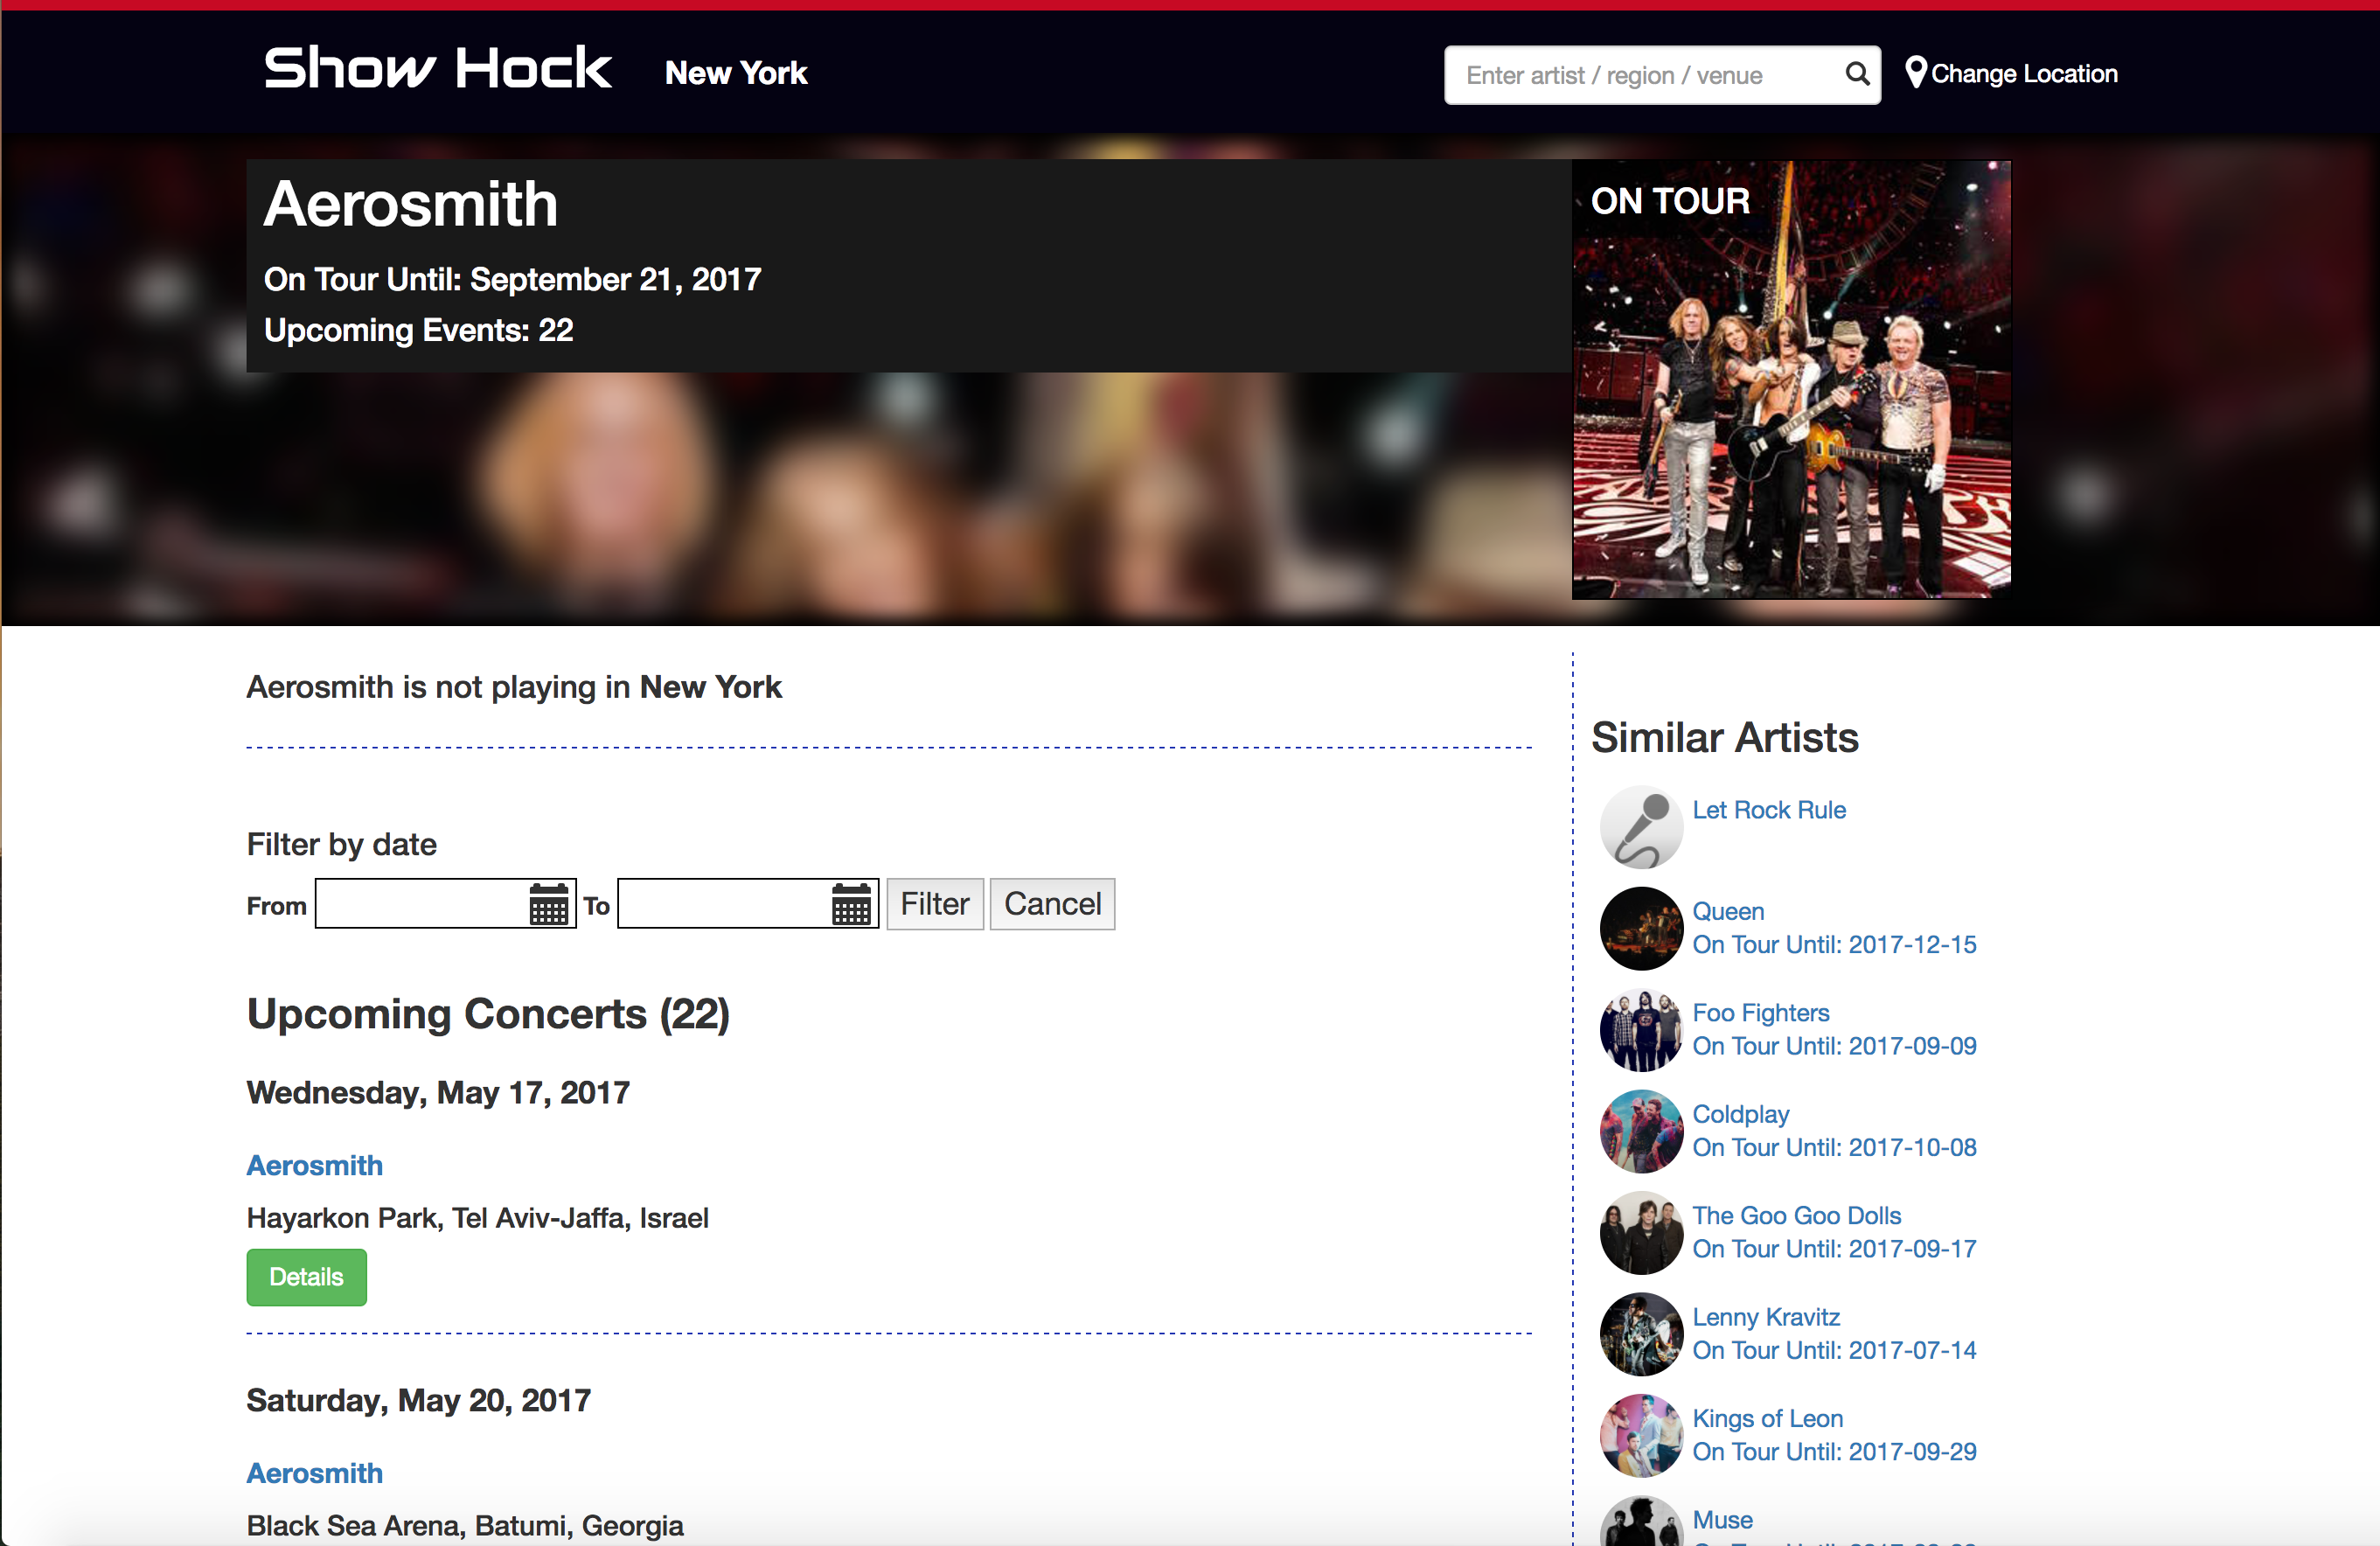 Show Hock New York Enter artist / region / venue Change Location
Aerosmith
On Tour Until: September 21, 2017
Upcoming Events: 22
ON TOUR
Aerosmith is not playing in New York
Filter by date
From To Filter Cancel
Upcoming Concerts (22)
Wednesday, May 17, 2017
Aerosmith
Hayarkon Park, Tel Aviv-Jaffa, Israel
Details
Saturday, May 20, 2017
Aerosmith
Black Sea Arena, Batumi, Georgia
Similar Artists
Let Rock Rule
Queen
On Tour Until: 2017-12-15
Foo Fighters
On Tour Until: 2017-09-09
Coldplay
On Tour Until: 2017-10-08
The Goo Goo Dolls
On Tour Until: 2017-09-17
Lenny Kravitz
On Tour Until: 2017-07-14
Kings of Leon
On Tour Until: 2017-09-29
Muse